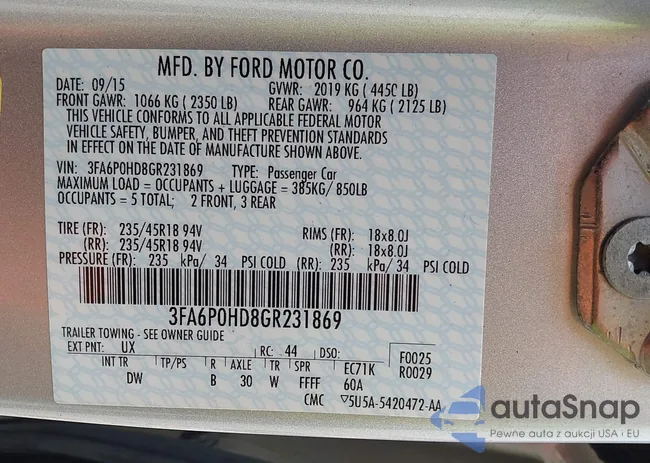 MFD. BY FORD MOTOR CO.
DATE: 09/15 GVWR: 2019 KG ( 4450 LB)
FRONT GAWR: 1066 KG ( 2350 LB) REAR GAWR: 964 KG ( 2125 LB)
THIS VEHICLE CONFORMS TO ALL APPLICABLE FEDERAL MOTOR
VEHICLE SAFETY, BUMPER, AND THEFT PREVENTION STANDARDS
IN EFFECT ON THE DATE OF MANUFACTURE SHOWN ABOVE.
VIN: 3FA6P0HD8GR231869 TYPE: Passenger Car
MAXIMUM LOAD = OCCUPANTS + LUGGAGE = 385KG/ 850LB
OCCUPANTS = 5 TOTAL; 2 FRONT, 3 REAR
TIRE (FR): 235/45R18 94V RIMS (FR): 18x8.0J
(RR): 235/45R18 94V (RR): 18x8.0J
PRESSURE (FR): 235 kPa/ 34 PSI COLD (RR): 235 kPa/ 34 PSI COLD
3FA6P0HD8GR231869
TRAILER TOWING - SEE OWNER GUIDE
EXT PNT: UX RC: 44 DSO: F0025
INT TR TP/PS R AXLE TR SPR EC71K R0029
DW B 30 W FFFF 60A
CMC ▽5U5A-5420472-AA
autaSnap
Pewne auta z aukcji USA i EU